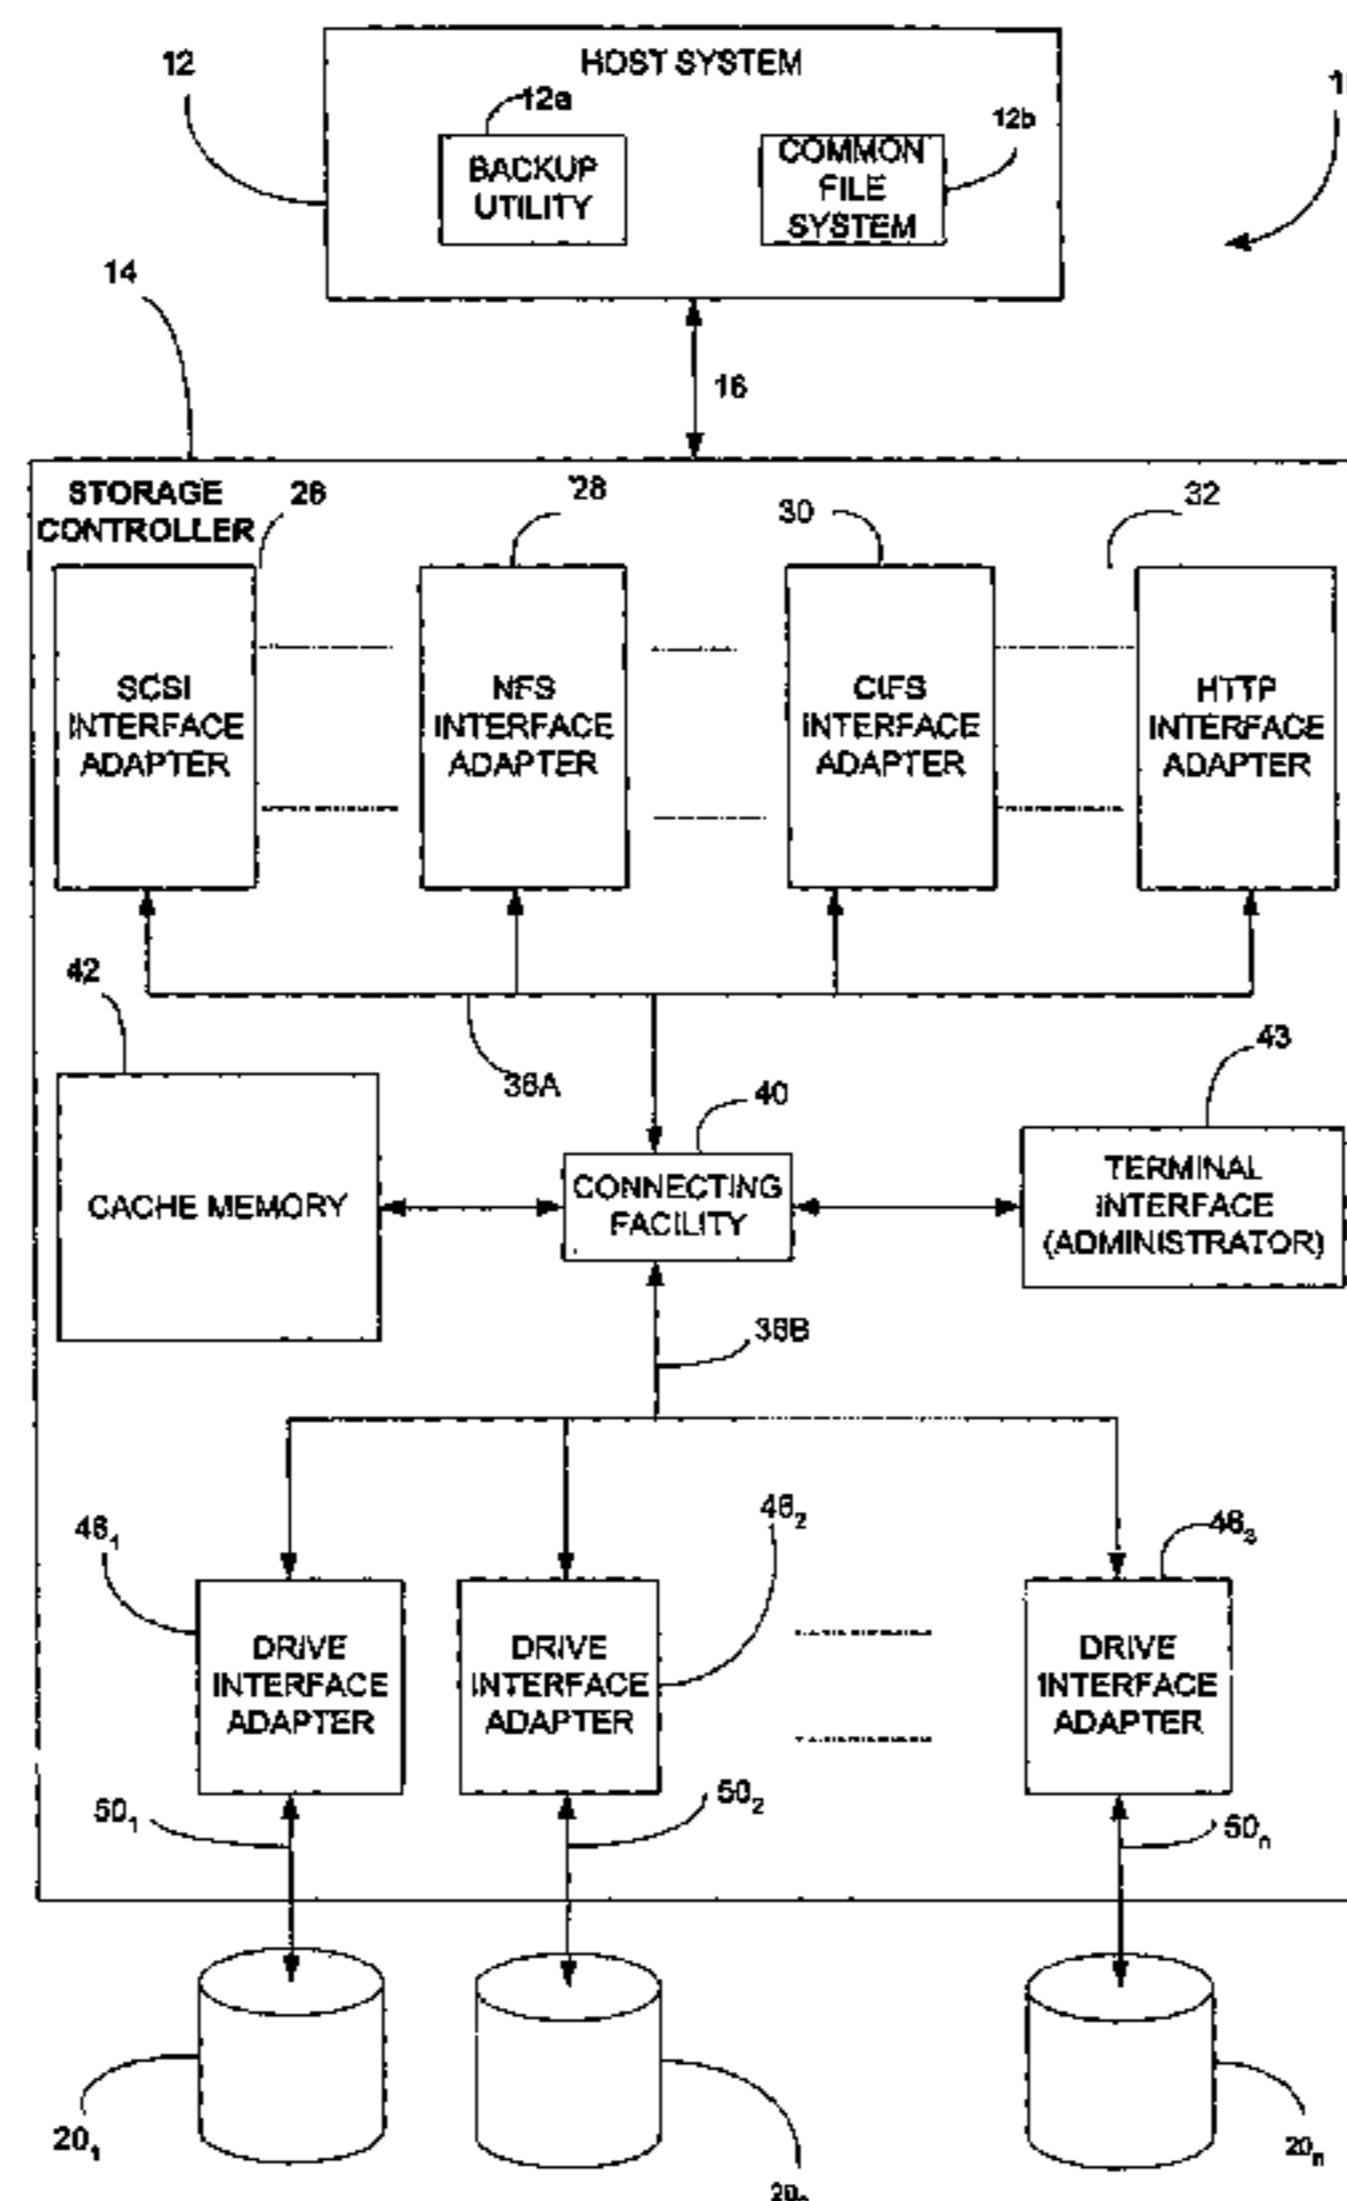 12
HOST SYSTEM
12a
12b
BACKUP
UTILITY
COMMON
FILE
SYSTEM
14
16
STORAGE
CONTROLLER
26
28
30
32
SCSI
INTERFACE
ADAPTER
NFS
INTERFACE
ADAPTER
CIFS
INTERFACE
ADAPTER
HTTP
INTERFACE
ADAPTER
42
36A
40
43
CACHE MEMORY
CONNECTING
FACILITY
TERMINAL
INTERFACE
(ADMINISTRATOR)
36B
46₁
46₂
46₃
DRIVE
INTERFACE
ADAPTER
DRIVE
INTERFACE
ADAPTER
DRIVE
INTERFACE
ADAPTER
50₁
50₂
50ₙ
20₁
20ₙ